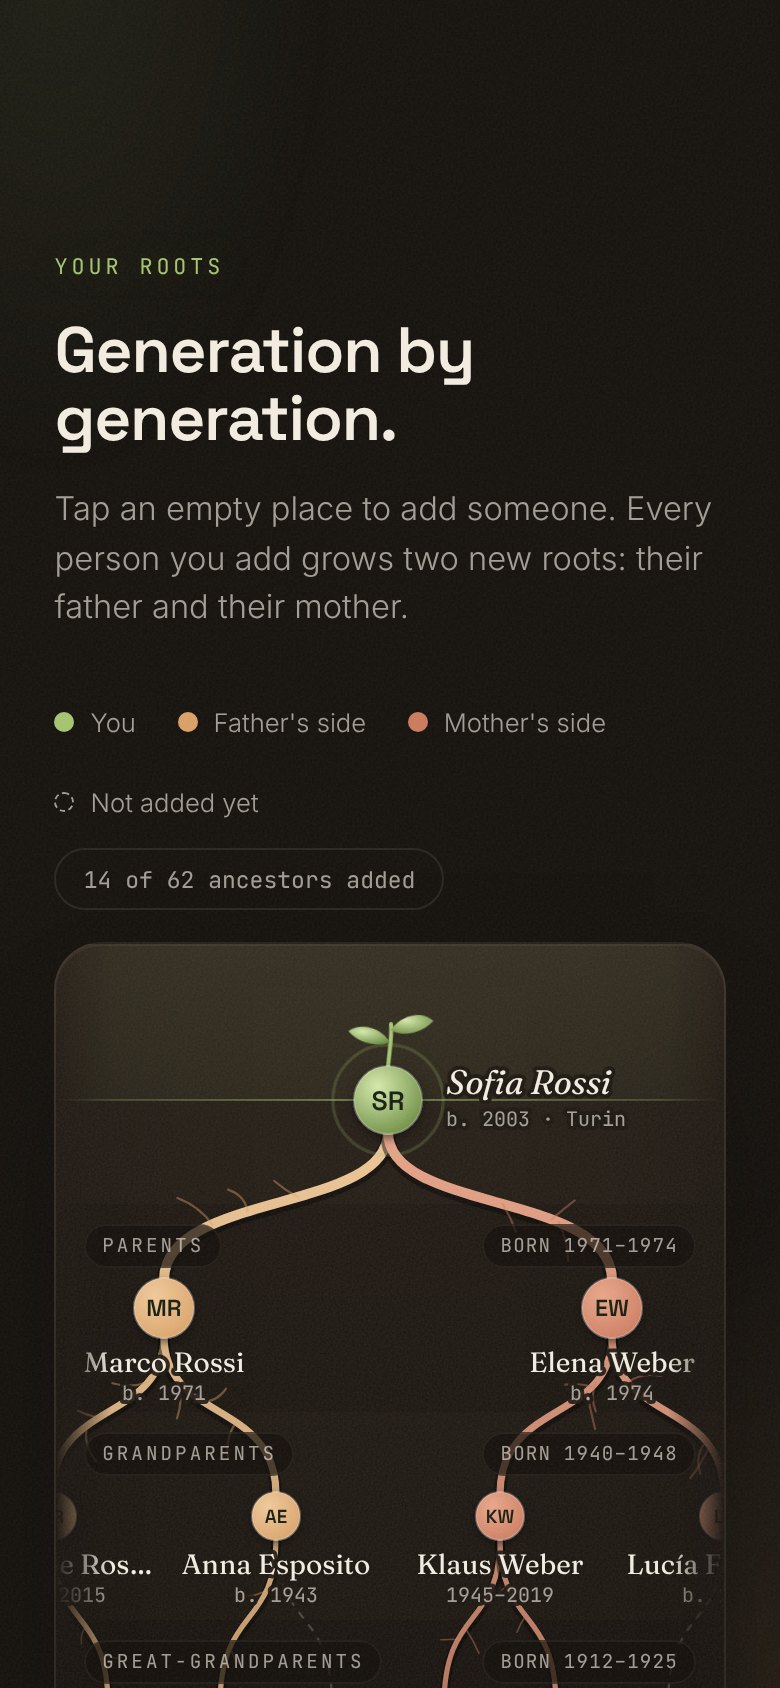 YOUR ROOTS
Generation by
generation.
Tap an empty place to add someone. Every
person you add grows two new roots: their
father and their mother.
You Father's side Mother's side
Not added yet
14 of 62 ancestors added
SR Sofia Rossi
b. 2003 · Turin
PARENTS BORN 1971–1974
MR EW
Marco Rossi Elena Weber
b. 1971 b. 1974
GRANDPARENTS BORN 1940–1948
AE KW
e Ros... Anna Esposito Klaus Weber Lucía F
2015 b. 1943 1945–2019 b.
GREAT-GRANDPARENTS BORN 1912–1925